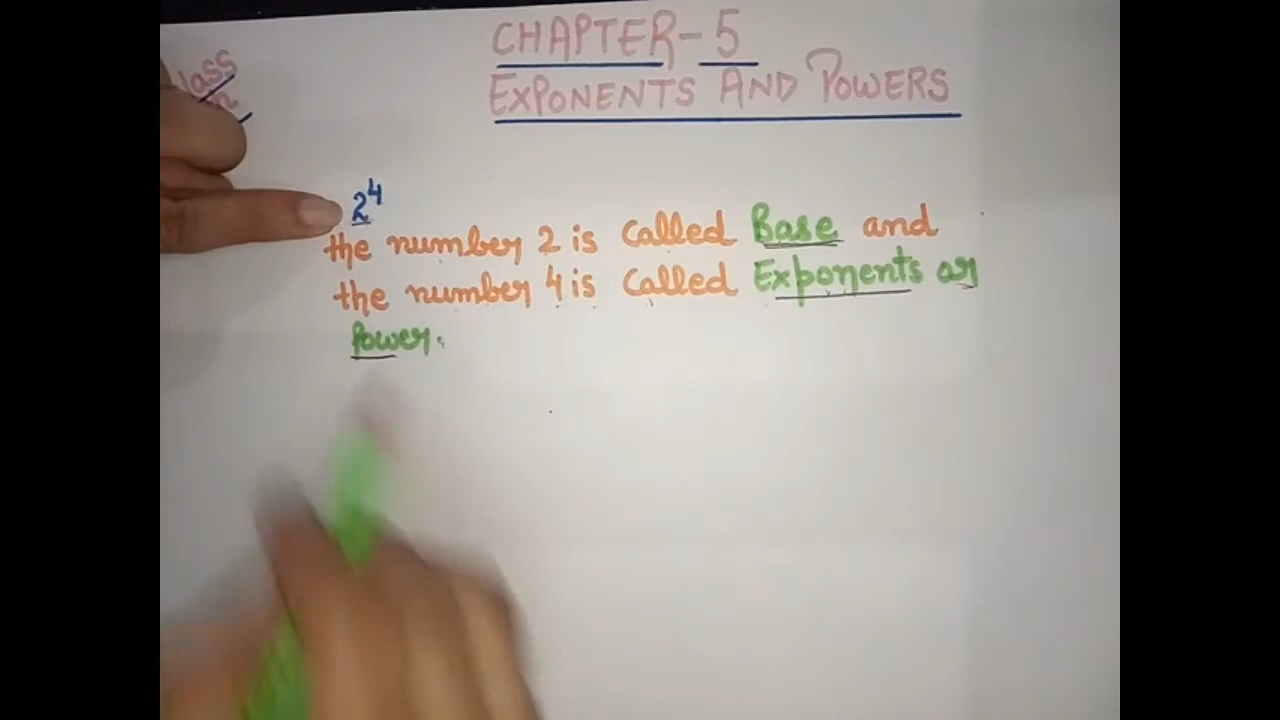 CHAPTER-5
EXPONENTS AND POWERS
2⁴
the number 2 is called Base and
the number 4 is called Exponents or
Power.